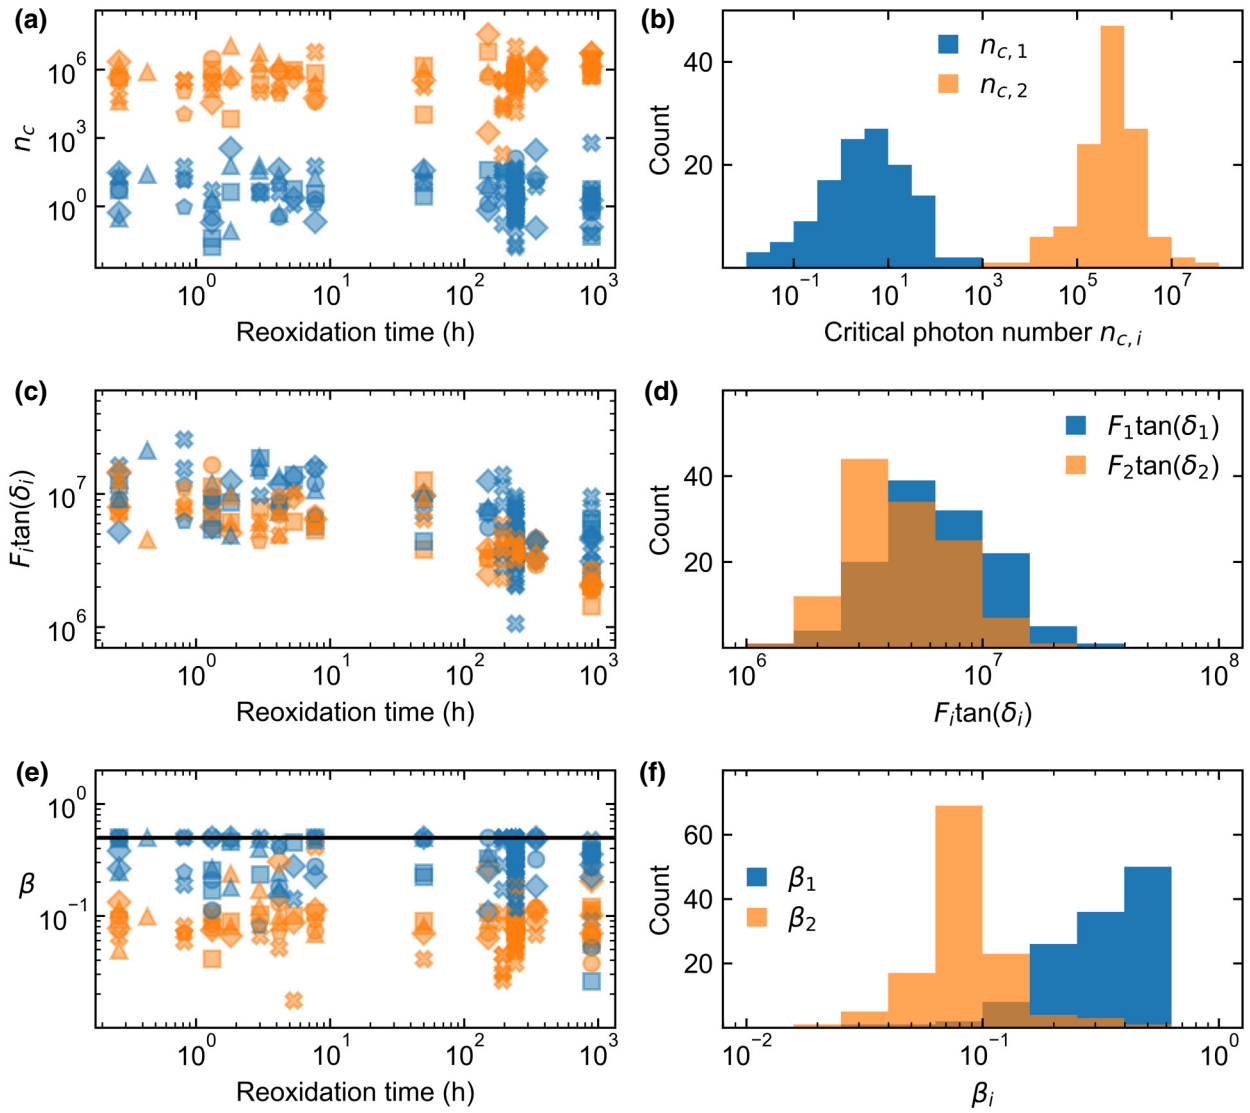 (a)
n_c
10^6
10^3
10^0
10^0 10^1 10^2 10^3
Reoxidation time (h)
(b)
Count
40
20
n_{c,1}
n_{c,2}
10^{-1} 10^1 10^3 10^5 10^7
Critical photon number n_{c,i}
(c)
F_i tan(δ_i)
10^7
10^6
10^0 10^1 10^2 10^3
Reoxidation time (h)
(d)
Count
40
20
F_1 tan(δ_1)
F_2 tan(δ_2)
10^6 10^7 10^8
F_i tan(δ_i)
(e)
β
10^0
10^{-1}
10^0 10^1 10^2 10^3
Reoxidation time (h)
(f)
Count
60
40
20
β_1
β_2
10^{-2} 10^{-1} 10^0
β_i